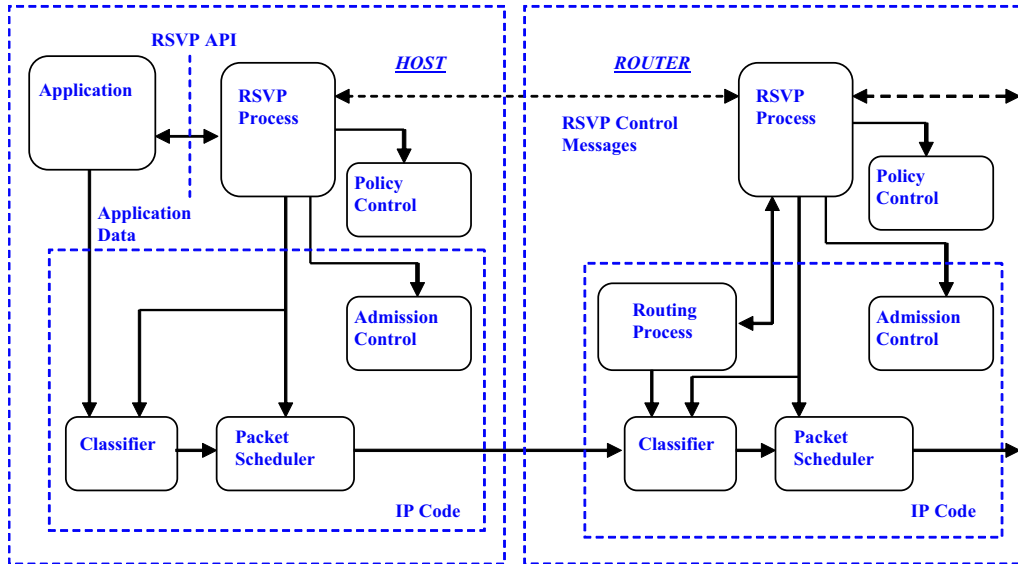 RSVP API
HOST
ROUTER
Application
RSVP
Process
RSVP Control
Messages
RSVP
Process
Policy
Control
Policy
Control
Application
Data
Admission
Control
Routing
Process
Admission
Control
Classifier
Packet
Scheduler
Classifier
Packet
Scheduler
IP Code
IP Code